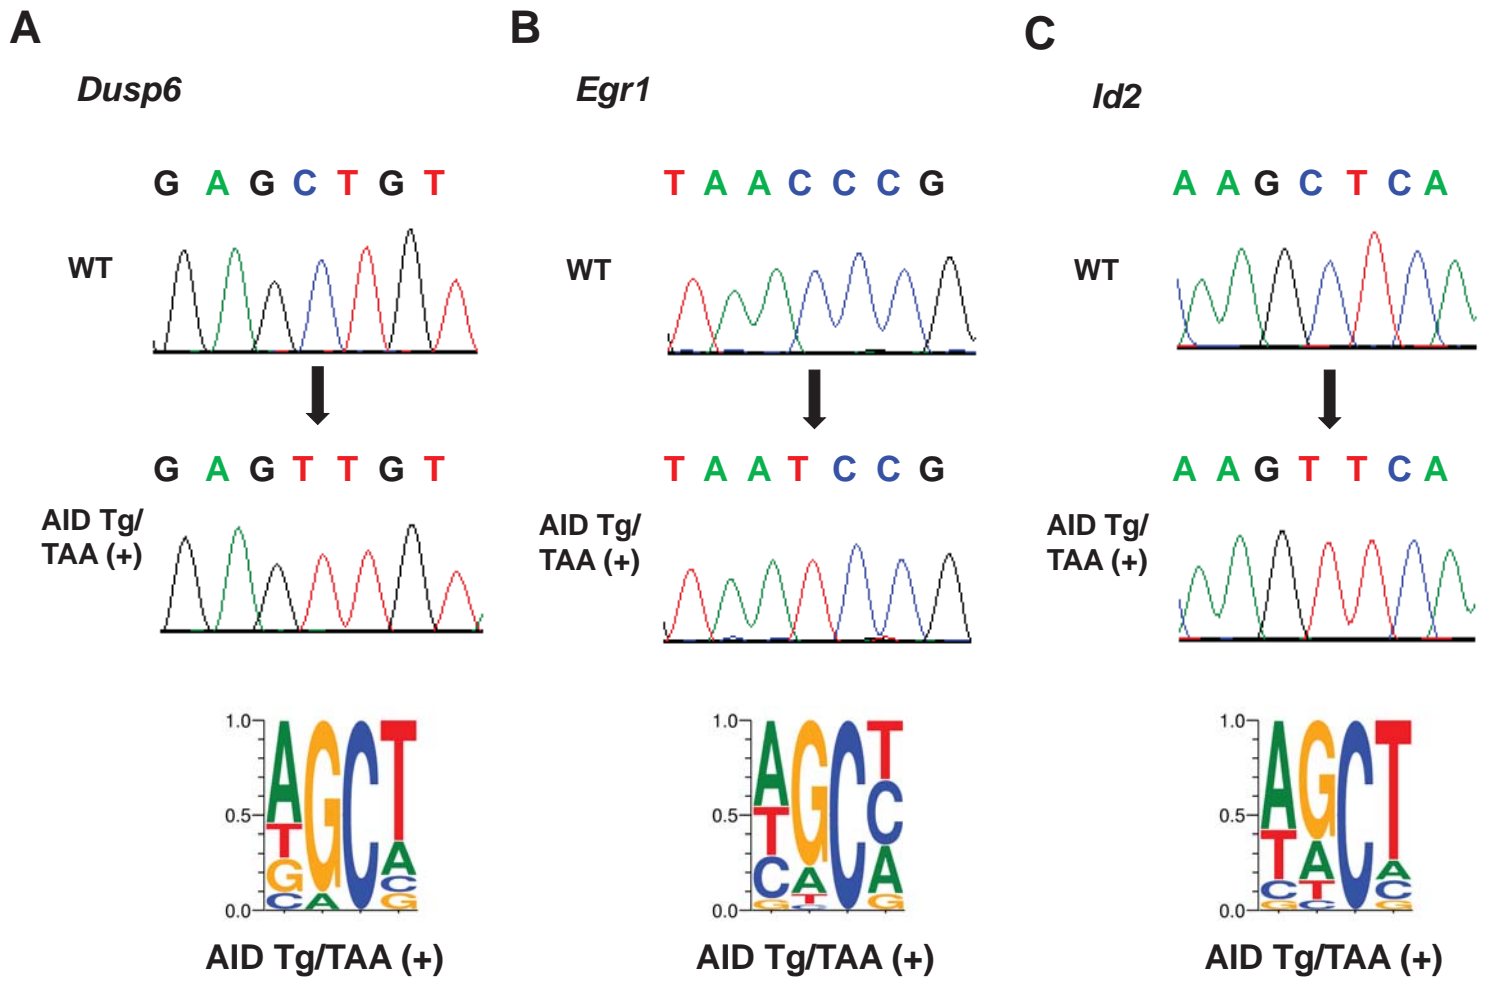 A
B
C
Dusp6
Egr1
Id2
G A G C T G T
T A A C C C G
A A G C T C A
WT
WT
WT
G A G T T G T
T A A T C C G
A A G T T C A
AID Tg/
TAA (+)
AID Tg/
TAA (+)
AID Tg/
TAA (+)
1.0
0.5
0.0
A G C T
T A A
G C
C G
1.0
0.5
0.0
A G C T
T A C
C T A
G C G
1.0
0.5
0.0
A G C T
T A A
C T C
G C G
AID Tg/TAA (+)
AID Tg/TAA (+)
AID Tg/TAA (+)